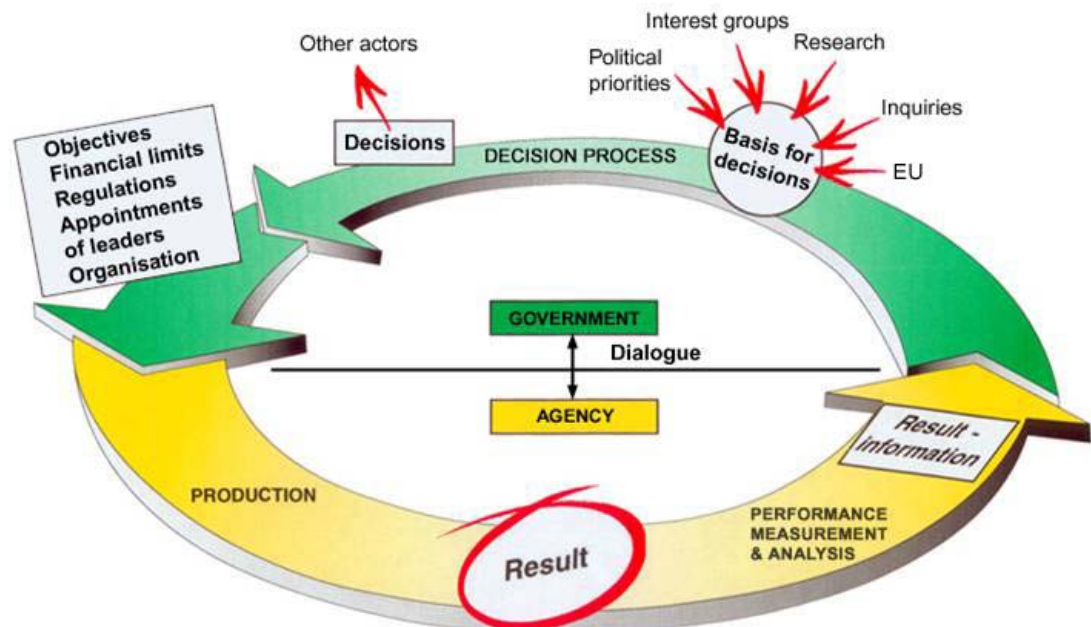 Interest groups
Other actors
Research
Political
priorities
Inquiries
Objectives
Financial limits
Regulations
Appointments
of leaders
Organisation
Decisions
DECISION PROCESS
Basis for
decisions
EU
GOVERNMENT
Dialogue
AGENCY
Result -
information
PRODUCTION
PERFORMANCE
MEASUREMENT
& ANALYSIS
Result